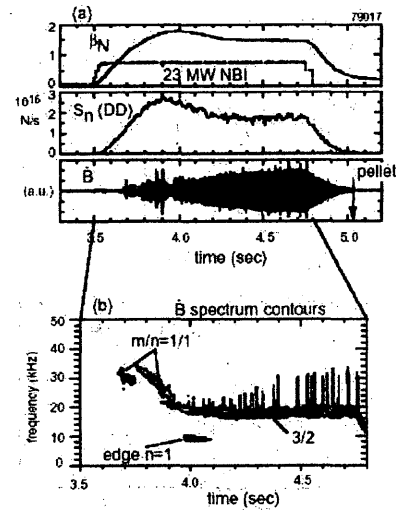 (a) 79017
2
βN
1
23 MW NBI
0
10^16
N/s
3
2
Sn (DD)
1
0
Ḃ
(a.u.)
pellet
3.5 4.0 4.5 5.0
time (sec)
(b) Ḃ spectrum contours
50
m/n=1/1
40
30
frequency (kHz)
20
3/2
10
edge n=1
0
3.5 4.0 4.5
time (sec)